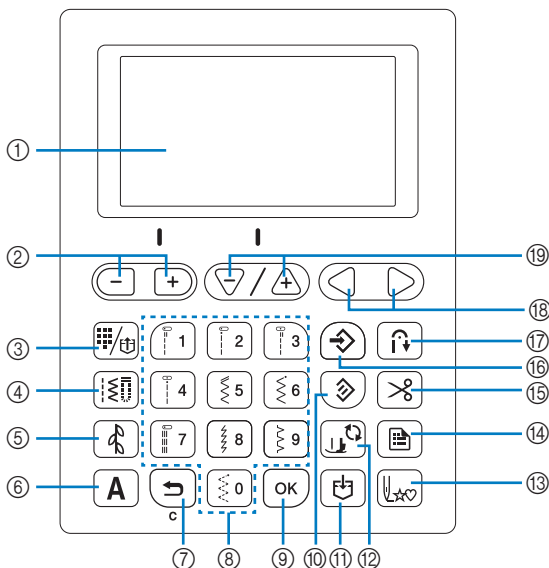 ①
② − + − / + ⑲
⑱
③ 1 2 3 ⑰
⑯
④ 4 5 6 ⑮
⑤ 7 8 9 ⑭
⑥ A 0 OK ⑬
C
⑦ ⑧ ⑨ ⑩ ⑪ ⑫